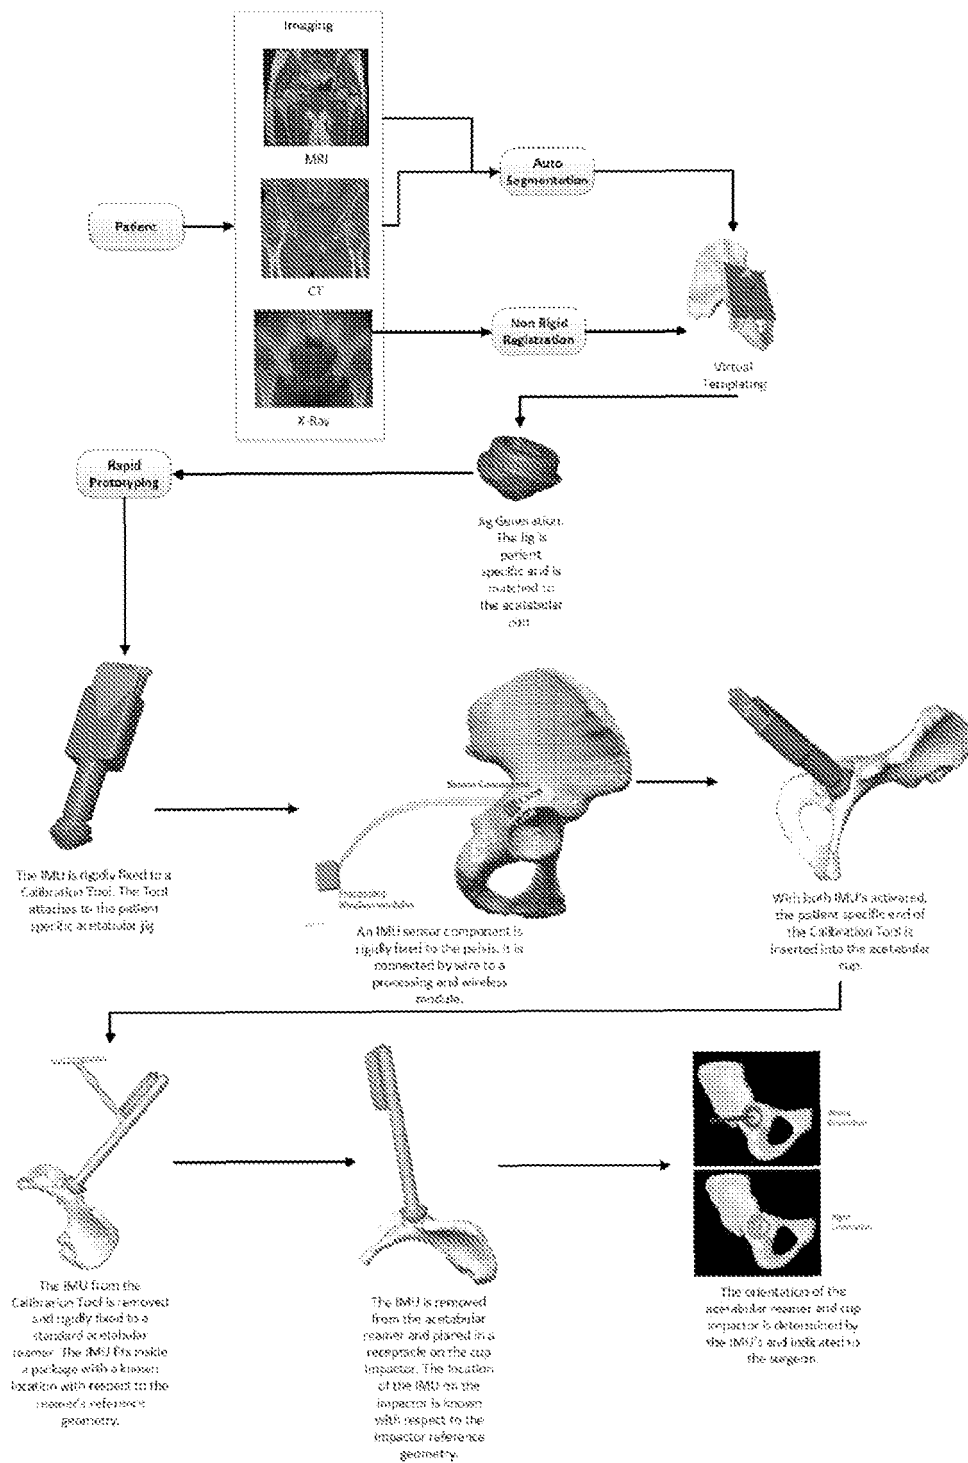 Imaging
MRI
Auto
Segmentation
Patient
CT
Non Rigid
Registration
X-Ray
Virtual
Templating
Rapid
Prototyping
Jig Generation.
The jig is
patient
specific and is
matched to
the acetabular
The IMU is rigidly fixed to a
Calibration Tool. The Tool
attaches to the patient
specific acetabular jig
An IMU sensor component is
rigidly fixed to the pelvis. It is
connected by wire to a
processing and wireless
module.
With both IMU's activated,
the patient specific end of
the Calibration Tool is
inserted into the acetabular
cup.
The IMU from the
Calibration Tool is removed
and rigidly fixed to a
standard acetabular
reamer. The IMU fits inside
a package with a known
location with respect to the
reamer's reference
geometry.
The IMU is removed
from the acetabular
reamer and placed in a
receptacle on the cup
impactor. The location
of the IMU on the
impactor is known
with respect to the
impactor reference
geometry.
The orientation of the
acetabular reamer and cup
impactor is determined by
the IMU's and indicated to
the surgeon.